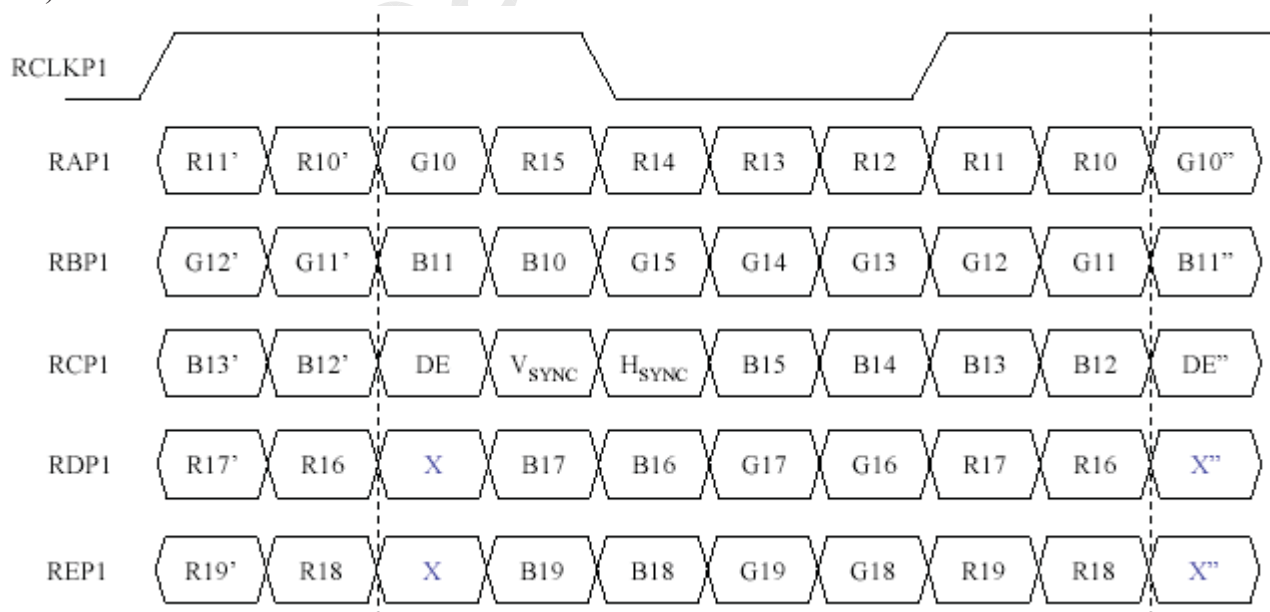 RCLKP1
RAP1 R11’ R10’ G10 R15 R14 R13 R12 R11 R10 G10”
RBP1 G12’ G11’ B11 B10 G15 G14 G13 G12 G11 B11”
RCP1 B13’ B12’ DE VSYNC HSYNC B15 B14 B13 B12 DE”
RDP1 R17’ R16 X B17 B16 G17 G16 R17 R16 X”
REP1 R19’ R18 X B19 B18 G19 G18 R19 R18 X”